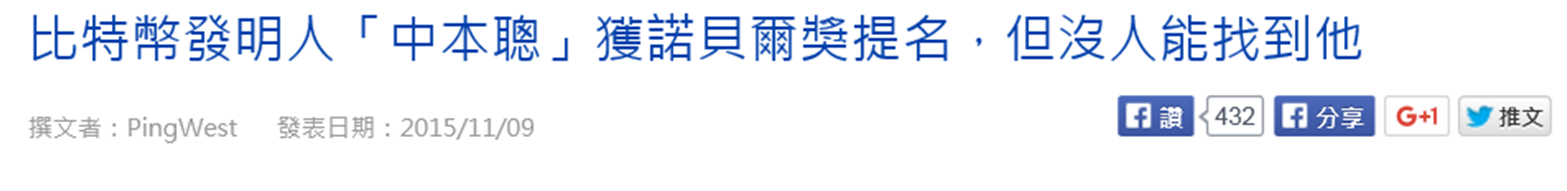 比特幣發明人「中本聰」獲諾貝爾獎提名，但沒人能找到他
撰文者：PingWest 發表日期：2015/11/09 讚 432 分享 G+1 推文